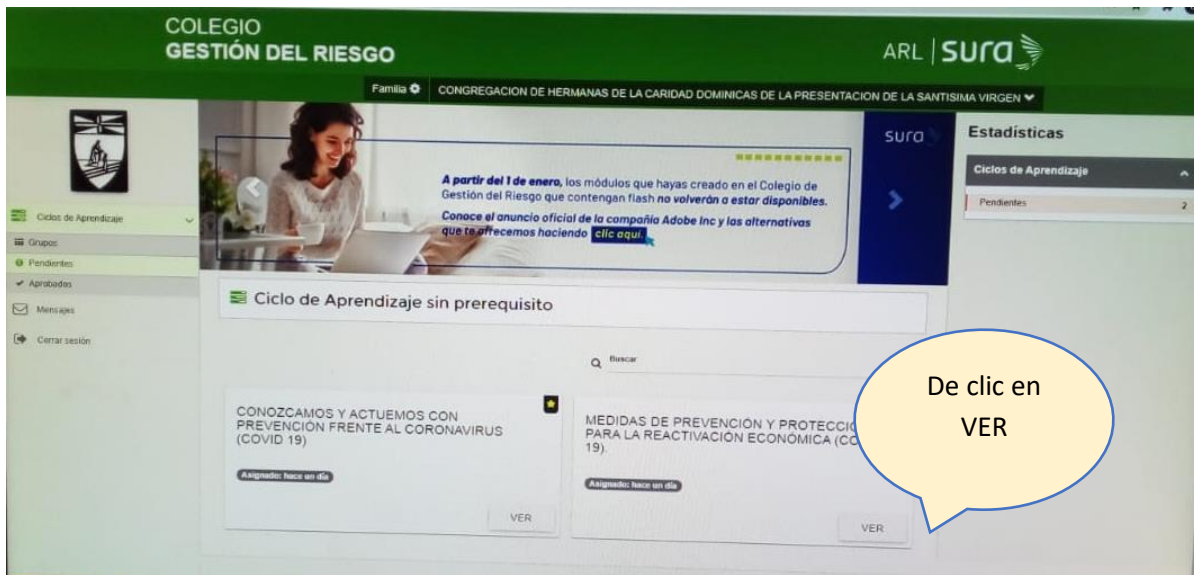 COLEGIO
GESTIÓN DEL RIESGO
ARL | sura
Familia
CONGREGACION DE HERMANAS DE LA CARIDAD DOMINICAS DE LA PRESENTACION DE LA SANTISIMA VIRGEN
Ciclos de Aprendizaje
Grupos
Pendientes
Aprobados
Mensajes
Cerrar sesión
sura
A partir del 1 de enero, los módulos que hayas creado en el Colegio de
Gestión del Riesgo que contengan flash no volverán a estar disponibles.
Conoce el anuncio oficial de la compañia Adobe Inc y las alternativas
que te ofrecemos haciendo clic aquí.
Estadísticas
Ciclos de Aprendizaje
Pendientes 2
Ciclo de Aprendizaje sin prerequisito
Buscar
CONOZCAMOS Y ACTUEMOS CON
PREVENCIÓN FRENTE AL CORONAVIRUS
(COVID 19)
Asignado: hace un día
VER
MEDIDAS DE PREVENCIÓN Y PROTECCIÓ
PARA LA REACTIVACIÓN ECONÓMICA (CO
19).
Asignado: hace un día
VER
De clic en
VER